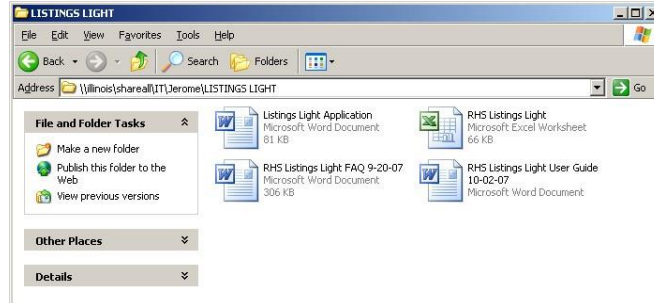 LISTINGS LIGHT
File Edit View Favorites Tools Help
Back Search Folders
Address \\illinois\shareall\IT\Jerome\LISTINGS LIGHT Go
File and Folder Tasks
Make a new folder
Publish this folder to the
Web
View previous versions
Other Places
Details
Listings Light Application
Microsoft Word Document
81 KB
RHS Listings Light
Microsoft Excel Worksheet
66 KB
RHS Listings Light FAQ 9-20-07
Microsoft Word Document
306 KB
RHS Listings Light User Guide
10-02-07
Microsoft Word Document